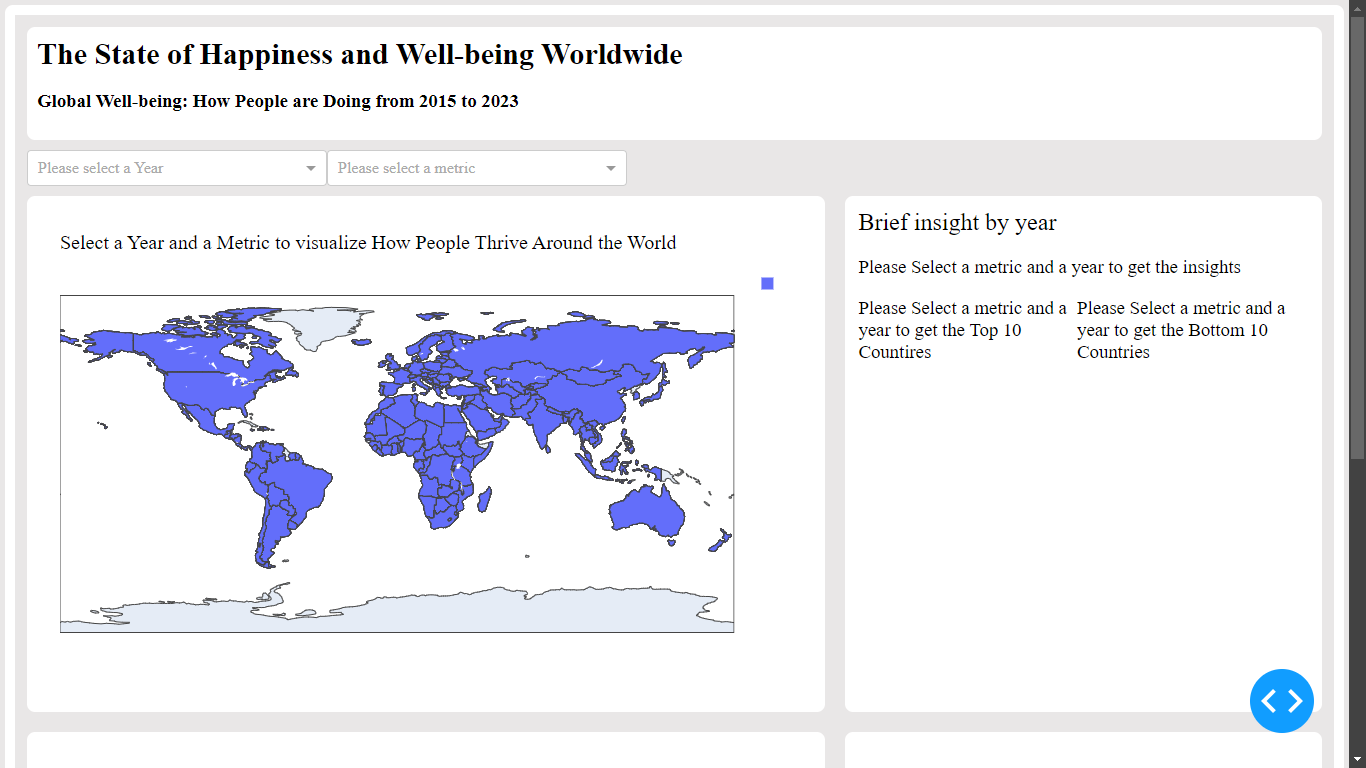 The State of Happiness and Well-being Worldwide
Global Well-being: How People are Doing from 2015 to 2023
Please select a Year
Please select a metric
Select a Year and a Metric to visualize How People Thrive Around the World
Brief insight by year
Please Select a metric and a year to get the insights
Please Select a metric and a
year to get the Top 10
Countires
Please Select a metric and a
year to get the Bottom 10
Countries